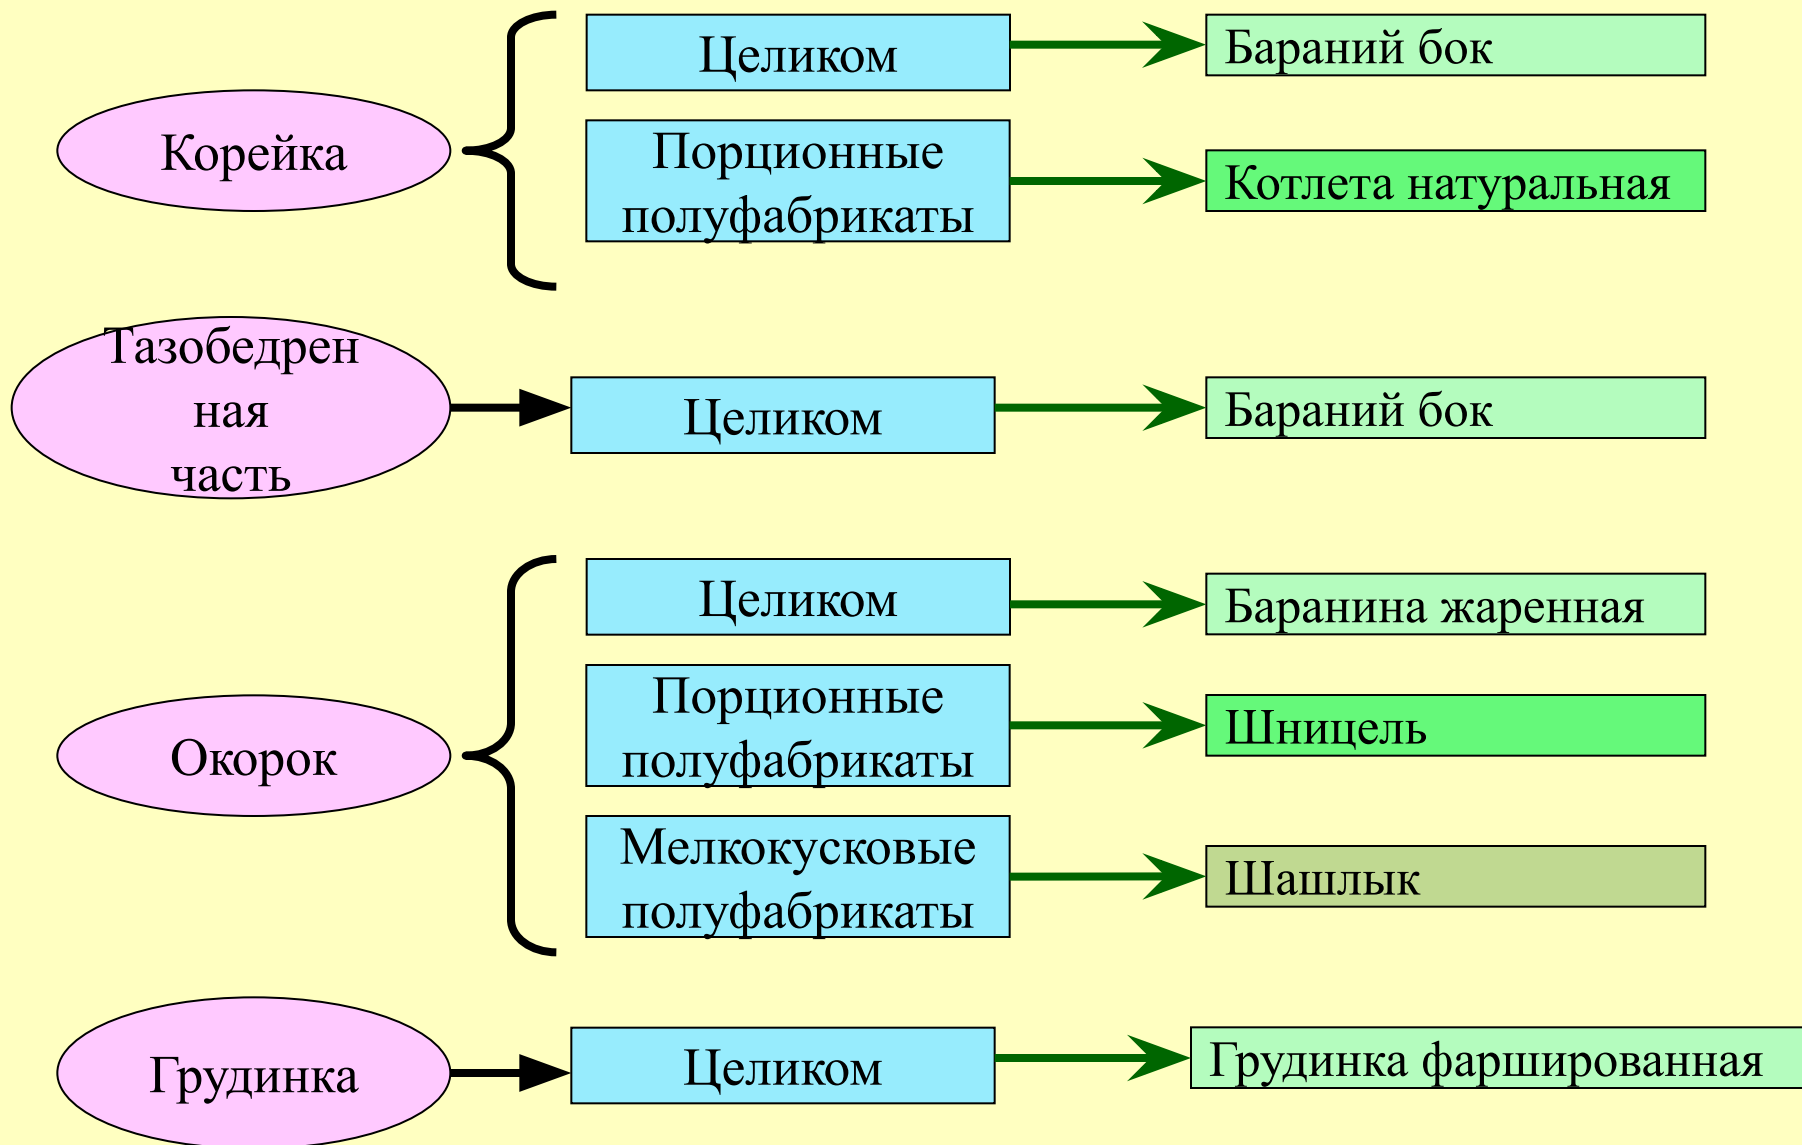 Корейка
Целиком
Бараний бок
Порционные
полуфабрикаты
Котлета натуральная
Тазобедрен
ная
часть
Целиком
Бараний бок
Окорок
Целиком
Баранина жаренная
Порционные
полуфабрикаты
Шницель
Мелкокусковые
полуфабрикаты
Шашлык
Грудинка
Целиком
Грудинка фаршированная